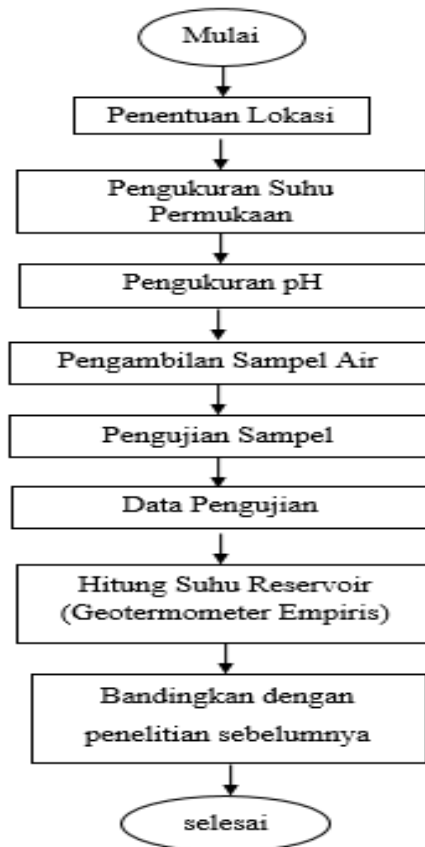 Mulai
Penentuan Lokasi
Pengukuran Suhu
Permukaan
Pengukuran pH
Pengambilan Sampel Air
Pengujian Sampel
Data Pengujian
Hitung Suhu Reservoir
(Geotermometer Empiris)
Bandingkan dengan
penelitian sebelumnya
selesai